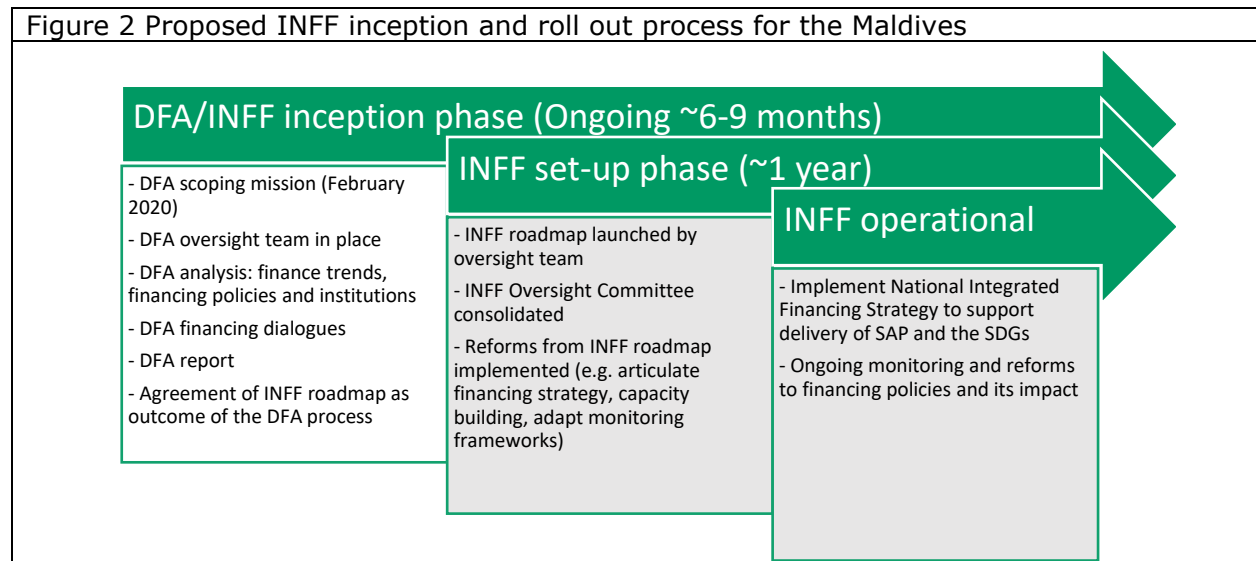 Figure 2 Proposed INFF inception and roll out process for the Maldives
DFA/INFF inception phase (Ongoing ~6-9 months)
- DFA scoping mission (February
2020)
- DFA oversight team in place
- DFA analysis: finance trends,
financing policies and institutions
- DFA financing dialogues
- DFA report
- Agreement of INFF roadmap as
outcome of the DFA process
INFF set-up phase (~1 year)
- INFF roadmap launched by
oversight team
- INFF Oversight Committee
consolidated
- Reforms from INFF roadmap
implemented (e.g. articulate
financing strategy, capacity
building, adapt monitoring
frameworks)
INFF operational
- Implement National Integrated
Financing Strategy to support
delivery of SAP and the SDGs
- Ongoing monitoring and reforms
to financing policies and its impact